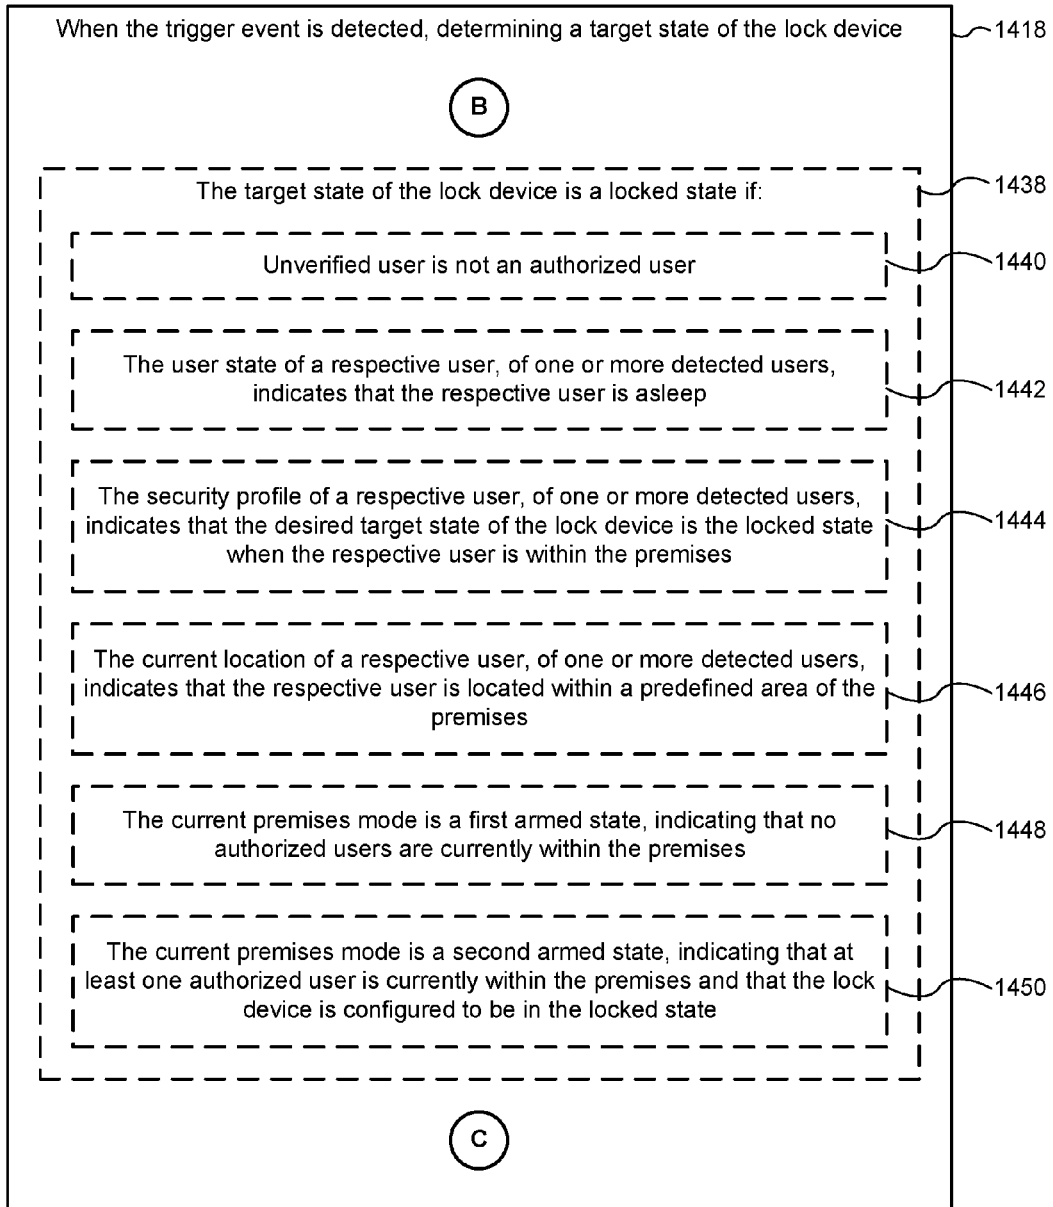 When the trigger event is detected, determining a target state of the lock device
1418
B
The target state of the lock device is a locked state if:
1438
Unverified user is not an authorized user
1440
The user state of a respective user, of one or more detected users,
indicates that the respective user is asleep
1442
The security profile of a respective user, of one or more detected users,
indicates that the desired target state of the lock device is the locked state
when the respective user is within the premises
1444
The current location of a respective user, of one or more detected users,
indicates that the respective user is located within a predefined area of the
premises
1446
The current premises mode is a first armed state, indicating that no
authorized users are currently within the premises
1448
The current premises mode is a second armed state, indicating that at
least one authorized user is currently within the premises and that the lock
device is configured to be in the locked state
1450
C